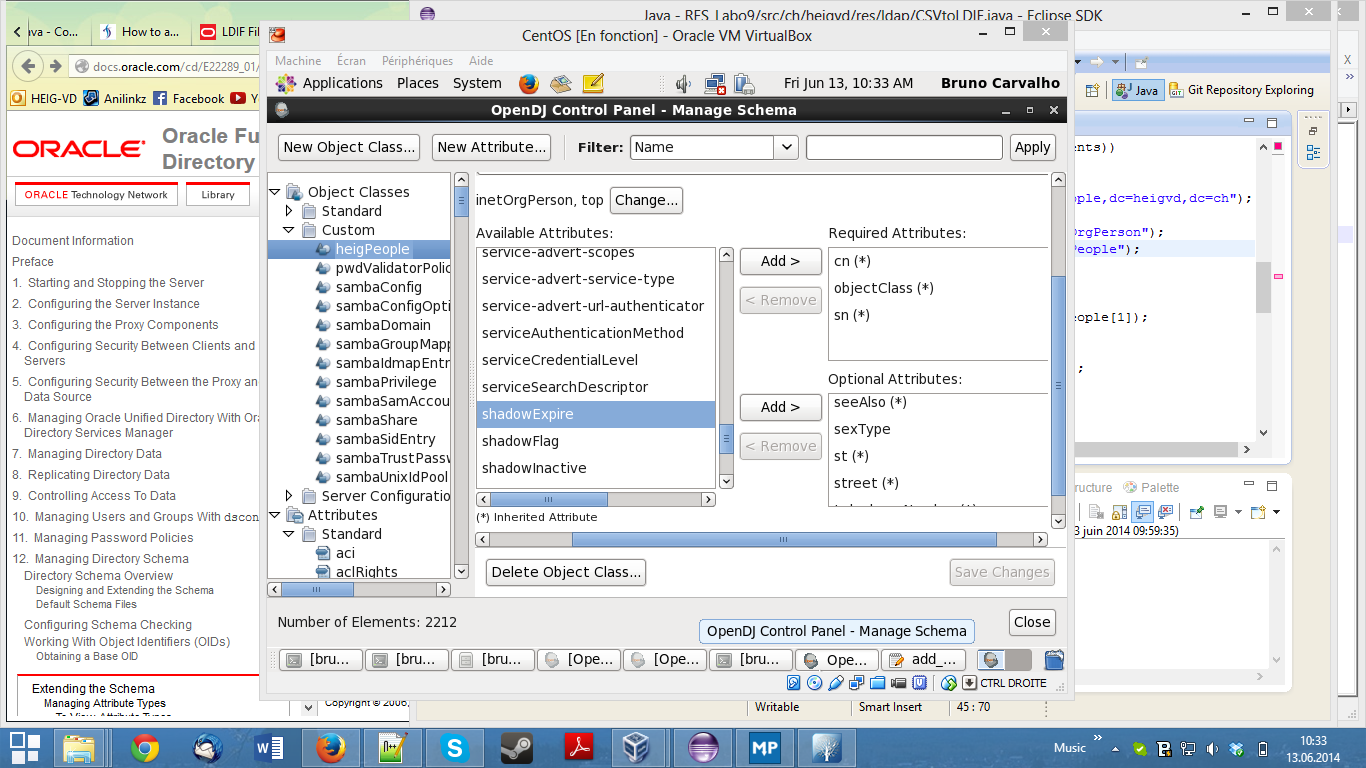 Java - RES_Labo9/src/ch/heigvd/res/ldap/CSVtoLDIF.java - Eclipse SDK
ava - Co...
How to a...
LDIF Fil
docs.oracle.com/cd/E22289_01/
HEIG-VD
Anilinkz
Facebook
ORACLE
Oracle Fu
Directory
ORACLE Technology Network
Library
Document Information
Preface
1. Starting and Stopping the Server
2. Configuring the Server Instance
3. Configuring the Proxy Components
4. Configuring Security Between Clients and
Servers
5. Configuring Security Between the Proxy an
Data Source
6. Managing Oracle Unified Directory With Ora
Directory Services Manager
7. Managing Directory Data
8. Replicating Directory Data
9. Controlling Access To Data
10. Managing Users and Groups With dscon
11. Managing Password Policies
12. Managing Directory Schema
Directory Schema Overview
Designing and Extending the Schema
Default Schema Files
Configuring Schema Checking
Working With Object Identifiers (OIDs)
Obtaining a Base OID
Extending the Schema
Managing Attribute Types
To View Attribute Types
Copyright © 2006,
CentOS [En fonction] - Oracle VM VirtualBox
Machine Écran Périphériques Aide
Applications Places System
Fri Jun 13, 10:33 AM
Bruno Carvalho
OpenDJ Control Panel - Manage Schema
New Object Class...
New Attribute...
Filter:
Name
Apply
Object Classes
Standard
Custom
heigPeople
pwdValidatorPolic
sambaConfig
sambaConfigOpti
sambaDomain
sambaGroupMapp
sambaIdmapEntr
sambaPrivilege
sambaSamAccou
sambaShare
sambaSidEntry
sambaTrustPassw
sambaUnixIdPool
Server Configuratio
Attributes
Standard
aci
aclRights
inetOrgPerson, top
Change...
Available Attributes:
service-advert-scopes
service-advert-service-type
service-advert-url-authenticator
serviceAuthenticationMethod
serviceCredentialLevel
serviceSearchDescriptor
shadowExpire
shadowFlag
shadowInactive
(*) Inherited Attribute
Add >
< Remove
Add >
< Remove
Required Attributes:
cn (*)
objectClass (*)
sn (*)
Optional Attributes:
seeAlso (*)
sexType
st (*)
street (*)
Delete Object Class...
Save Changes
Number of Elements: 2212
Close
OpenDJ Control Panel - Manage Schema
[bru...
[bru...
[bru...
[Ope...
[Ope...
[bru...
Ope...
add_...
CTRL DROITE
Java
Git Repository Exploring
ents))
ople,dc=heigvd,dc=ch");
OrgPerson");
People");
eople[1]);
;
ructure
Palette
3 juin 2014 09:59:35)
Writable
Smart Insert
45 : 70
Music
10:33
13.06.2014